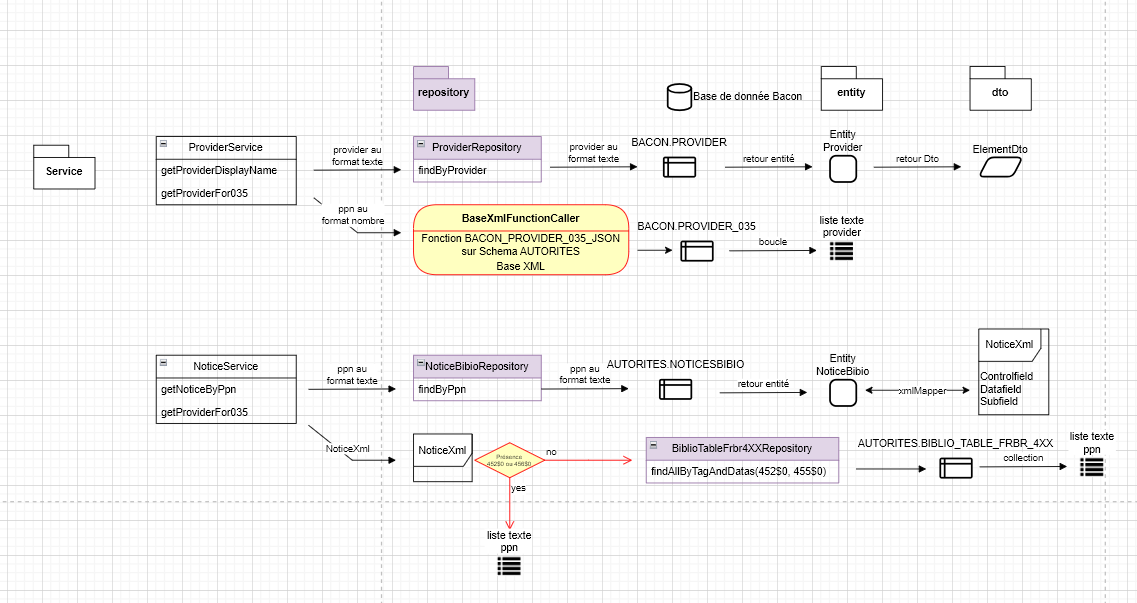 repository
Base de donnée Bacon
entity
dto
Service
ProviderService
getProviderDisplayName
getProviderFor035
provider au
format texte
ProviderRepository
findByProvider
provider au
format texte
BACON.PROVIDER
retour entité
Entity
Provider
retour Dto
ElementDto
ppn au
format nombre
BaseXmlFunctionCaller
Fonction BACON_PROVIDER_035_JSON
sur Schema AUTORITES
Base XML
BACON.PROVIDER_035
boucle
liste texte
provider
NoticeService
getNoticeByPpn
getProviderFor035
ppn au
format texte
NoticeBibioRepository
findByPpn
ppn au
format texte
AUTORITES.NOTICESBIBIO
retour entité
Entity
NoticeBibio
xmlMapper
NoticeXml
Controlfield
Datafield
Subfield
NoticeXml
NoticeXml
Présence
452$0 ou 456$0
no
yes
BiblioTableFrbr4XXRepository
findAllByTagAndDatas(452$0, 455$0)
AUTORITES.BIBLIO_TABLE_FRBR_4XX
collection
liste texte
ppn
liste texte
ppn